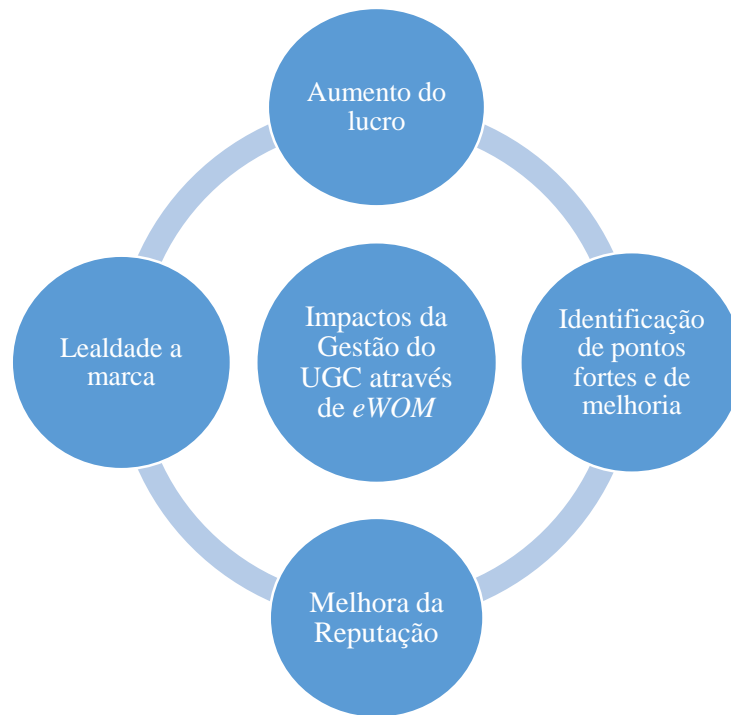 Aumento do
lucro
Lealdade a
marca
Impactos da
Gestão do
UGC através
de eWOM
Identificação
de pontos
fortes e de
melhoria
Melhora da
Reputação